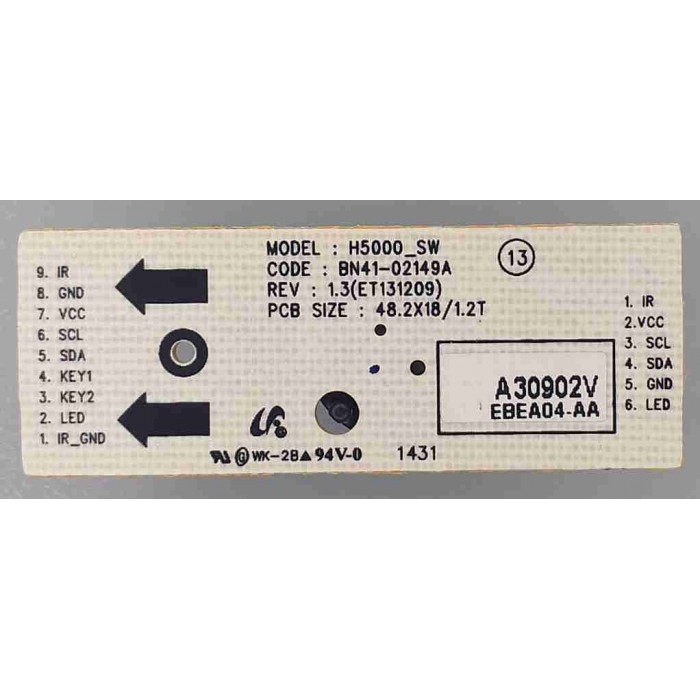 MODEL : H5000_SW
CODE : BN41-02149A
REV : 1.3(ET131209)
PCB SIZE : 48.2X18/1.2T
13
9. IR
8. GND
7. VCC
6. SCL
5. SDA
4. KEY1
3. KEY2
2. LED
1. IR_GND
1. IR
2.VCC
3. SCL
4. SDA
5. GND
6. LED
A30902V
EBEA04-AA
WK-2B▲94V-0
1431